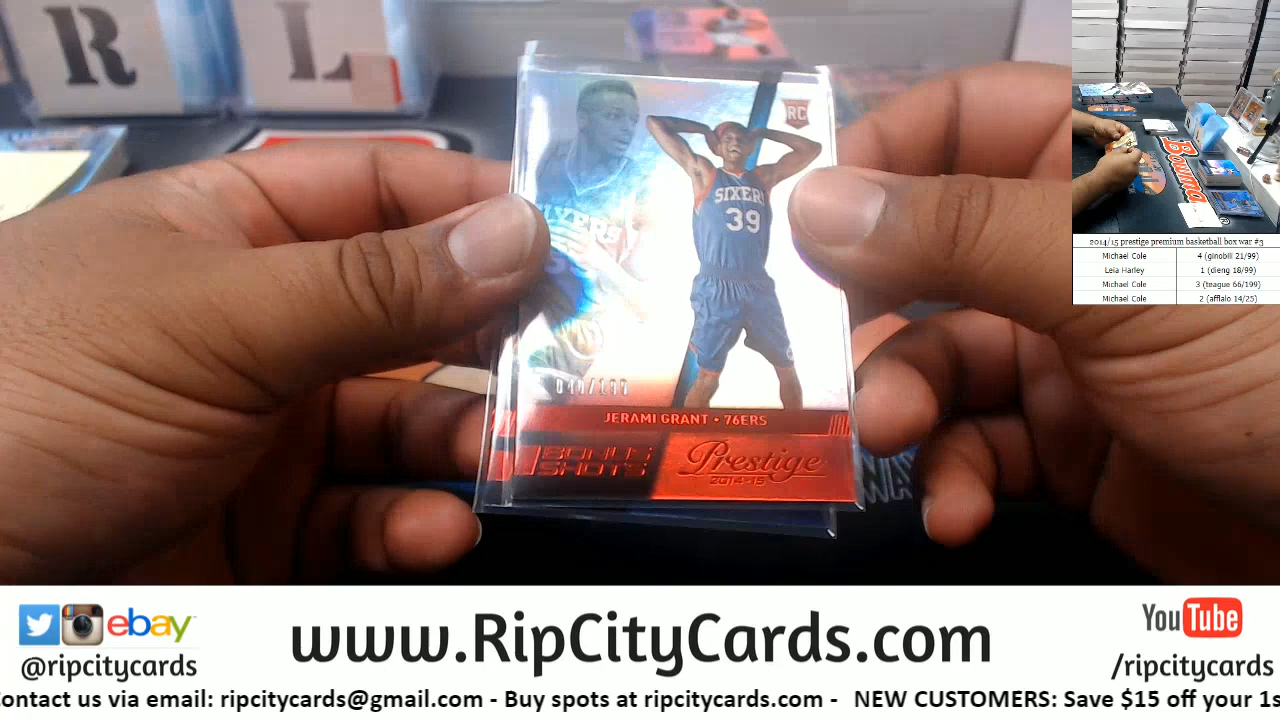 R L
RC
SIXERS
39
JERAMI GRANT • 76ERS
BONUS
SHOTS
Prestige
2014-15
Bowman
2014/15 prestige premium basketball box war #3
Michael Cole 4 (ginobili 21/99)
Leia Harley 1 (dieng 18/99)
Michael Cole 3 (teague 66/199)
Michael Cole 2 (afflalo 14/25)
ebay
@ripcitycards
www.RipCityCards.com
YouTube
/ripcitycards
ontact us via email: ripcitycards@gmail.com - Buy spots at ripcitycards.com - NEW CUSTOMERS: Save $15 off your 1s